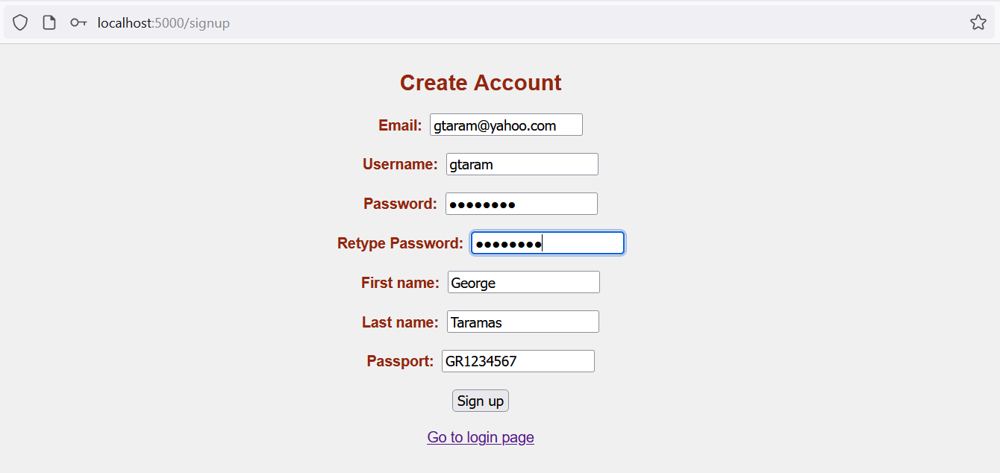 localhost:5000/signup
Create Account
Email: gtaram@yahoo.com
Username: gtaram
Password: ●●●●●●●●
Retype Password: ●●●●●●●●
First name: George
Last name: Taramas
Passport: GR1234567
Sign up
Go to login page